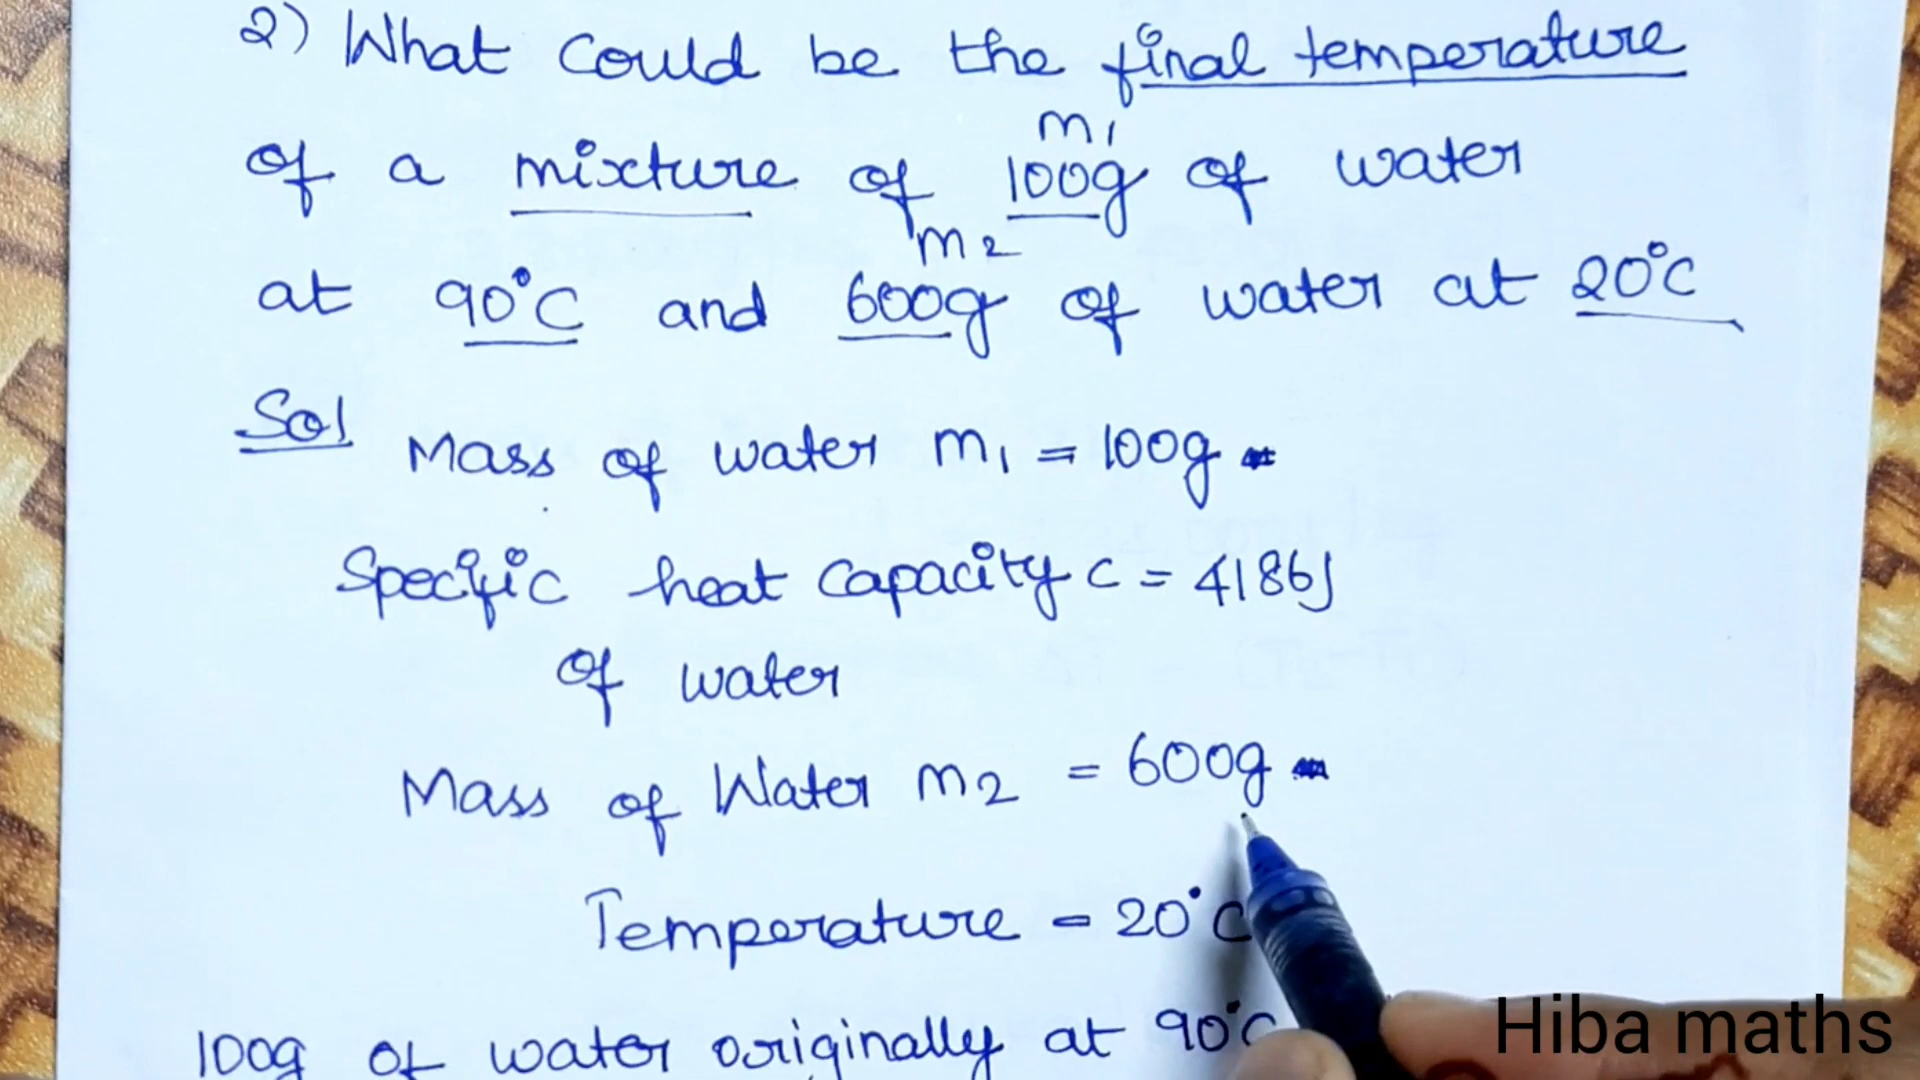 2) What could be the final temperature
m1
of a mixture of 100g of water
m2
at 90°C and 600g of water at 20°C
Sol Mass of water m1 = 100g
Specific heat capacity c = 4186J
of water
Mass of Water m2 = 600g
Temperature - 20°C
100g of water originally at 90°C
Hiba maths